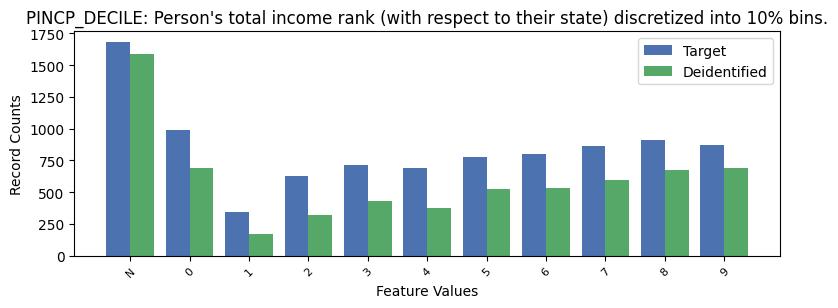 PINCP_DECILE: Person's total income rank (with respect to their state) discretized into 10% bins.
1750
1500
1250
1000
750
500
250
0
Record Counts
Target
Deidentified
N 0 1 2 3 4 5 6 7 8 9
Feature Values